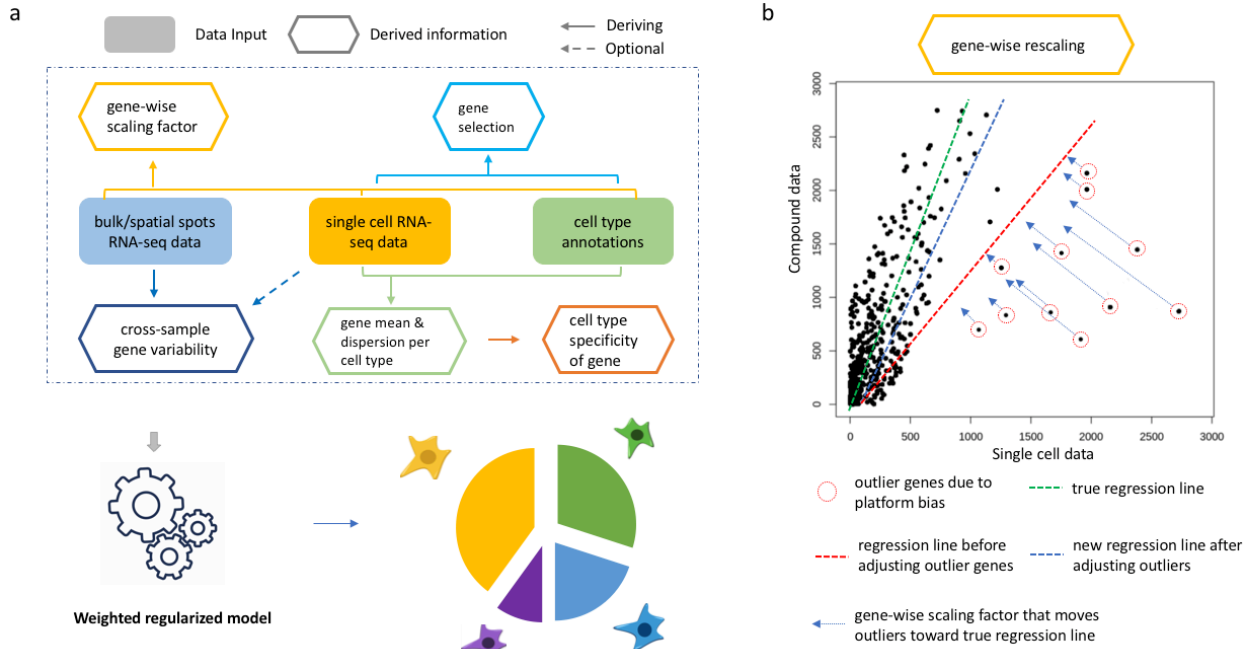 a
Data Input
Derived information
Deriving
Optional
gene-wise
scaling factor
gene
selection
bulk/spatial spots
RNA-seq data
single cell RNA-
seq data
cell type
annotations
cross-sample
gene variability
gene mean &
dispersion per
cell type
cell type
specificity
of gene
Weighted regularized model
b
gene-wise rescaling
Compound data
3000
2500
2000
1500
1000
500
0
0 500 1000 1500 2000 2500 3000
Single cell data
outlier genes due to
platform bias
true regression line
regression line before
adjusting outlier genes
new regression line after
adjusting outliers
gene-wise scaling factor that moves
outliers toward true regression line